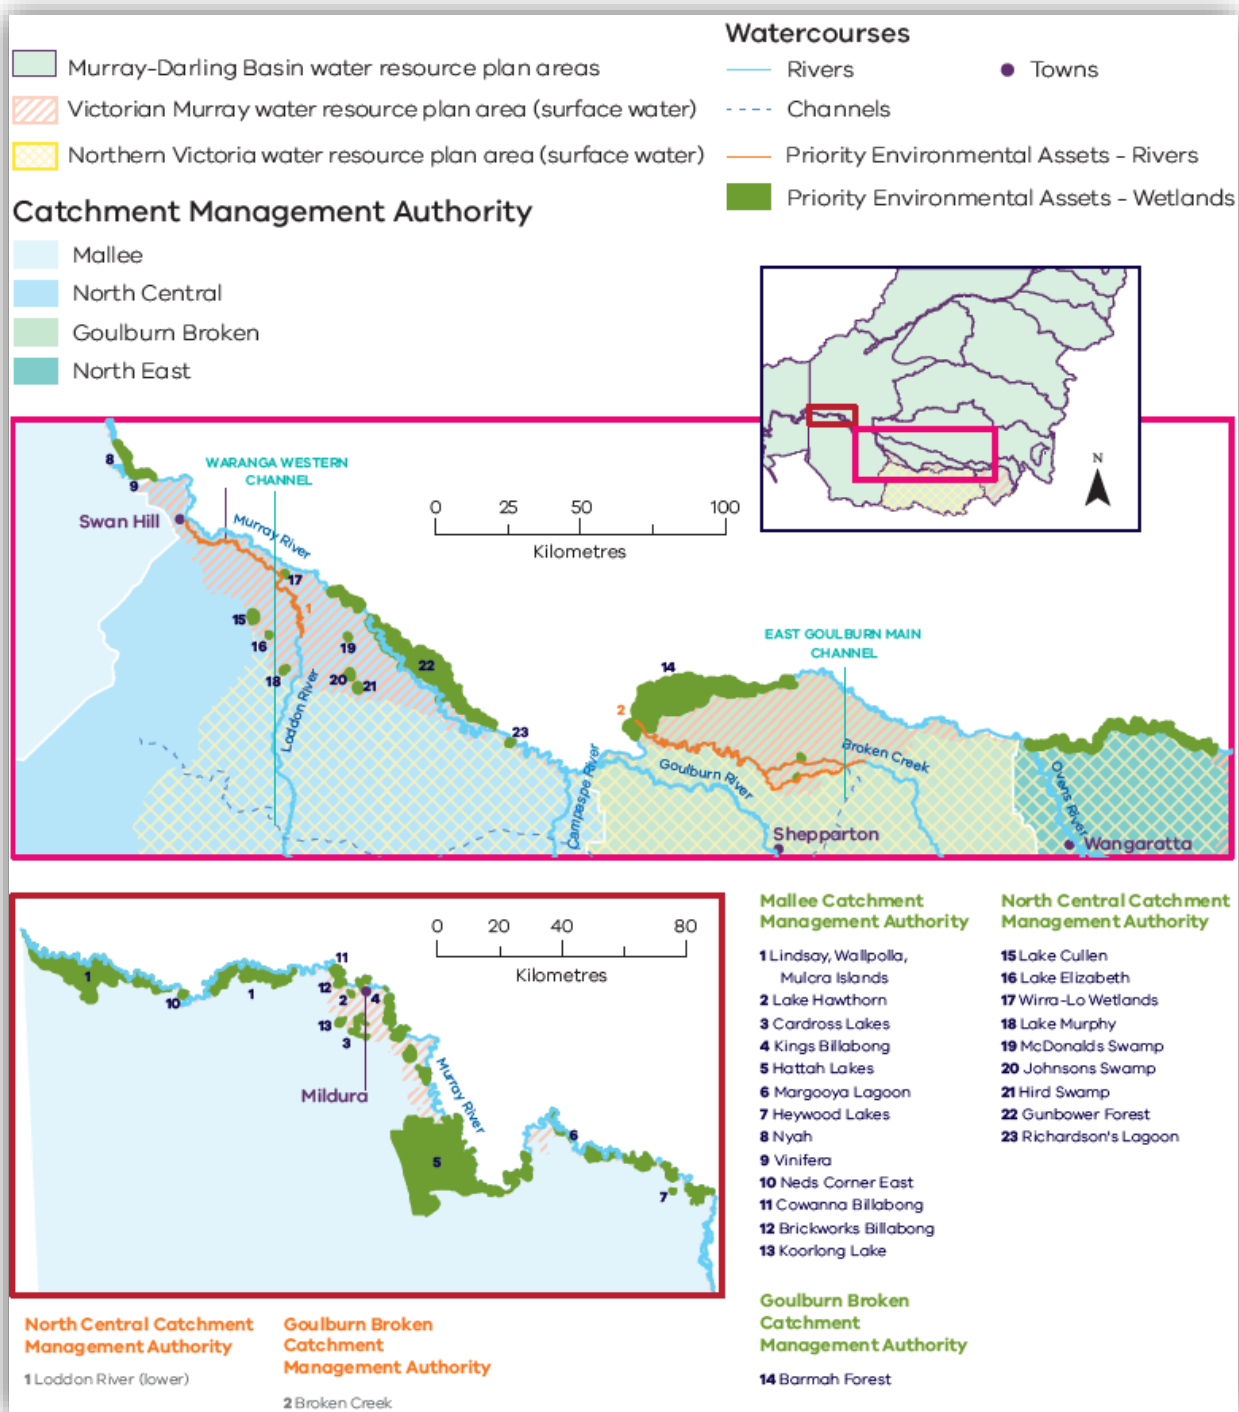 Murray-Darling Basin water resource plan areas
Victorian Murray water resource plan area (surface water)
Northern Victoria water resource plan area (surface water)
Watercourses
Rivers
Towns
Channels
Priority Environmental Assets - Rivers
Priority Environmental Assets - Wetlands
Catchment Management Authority
Mallee
North Central
Goulburn Broken
North East
N
8
9
WARANGA WESTERN
CHANNEL
Swan Hill
Murray River
0 25 50 100
Kilometres
17
1
15
16
19
18
20
21
22
Loddon River
23
Campaspe River
14
2
EAST GOULBURN MAIN
CHANNEL
Goulburn River
Broken Creek
Ovens River
Shepparton
Wangaratta
0 20 40 80
Kilometres
1
10
1
11
12
2
4
13
3
Mildura
Murray River
5
6
7
Mallee Catchment
Management Authority
1 Lindsay, Wallpolla,
Mulcra Islands
2 Lake Hawthorn
3 Cardross Lakes
4 Kings Billabong
5 Hattah Lakes
6 Margooya Lagoon
7 Heywood Lakes
8 Nyah
9 Vinifera
10 Neds Corner East
11 Cowanna Billabong
12 Brickworks Billabong
13 Koorlong Lake
North Central Catchment
Management Authority
15 Lake Cullen
16 Lake Elizabeth
17 Wirra-Lo Wetlands
18 Lake Murphy
19 McDonalds Swamp
20 Johnsons Swamp
21 Hird Swamp
22 Gunbower Forest
23 Richardson's Lagoon
Goulburn Broken
Catchment
Management Authority
14 Barmah Forest
North Central Catchment
Management Authority
1 Loddon River (lower)
Goulburn Broken
Catchment
Management Authority
2 Broken Creek